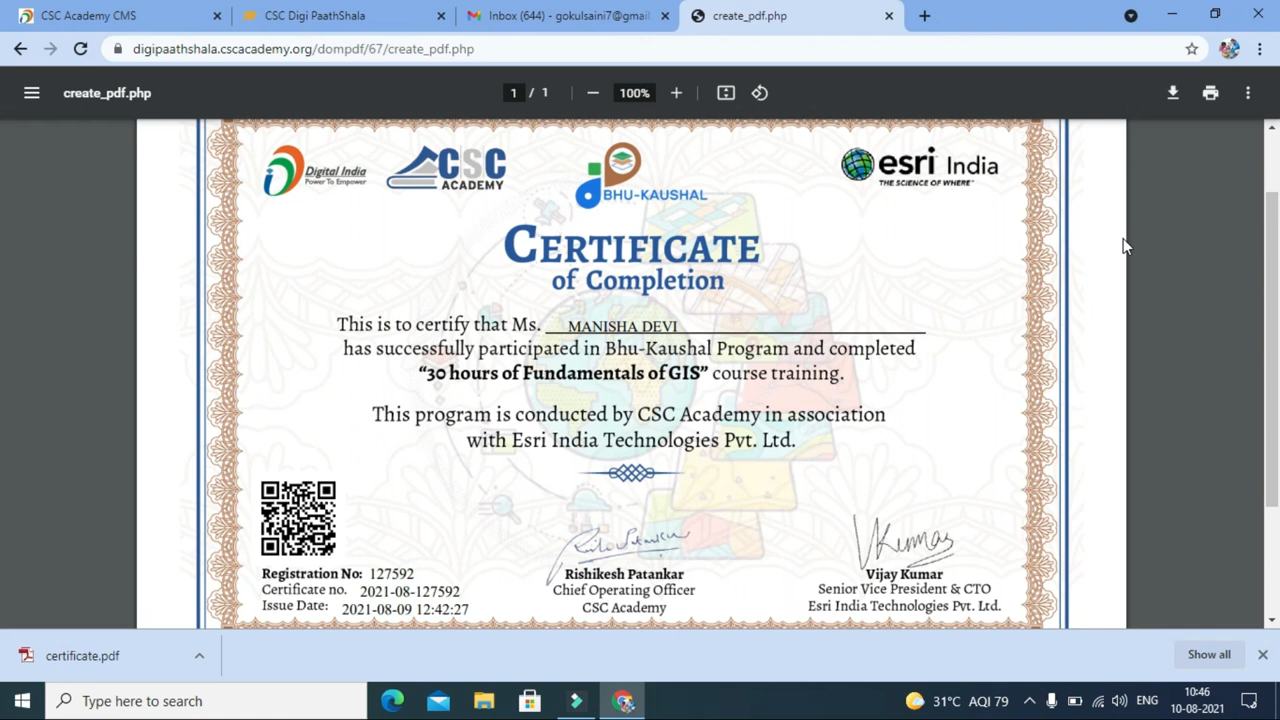 CSC Academy CMS
CSC Digi PaathShala
Inbox (644) - gokulsaini7@gmail
create_pdf.php
digipaathshala.cscacademy.org/dompdf/67/create_pdf.php
create_pdf.php
1 / 1
100%
Digital India
Power To Empower
CSC
ACADEMY
BHU-KAUSHAL
esri India
THE SCIENCE OF WHERE™
CERTIFICATE
of Completion
This is to certify that Ms. MANISHA DEVI
has successfully participated in Bhu-Kaushal Program and completed
“30 hours of Fundamentals of GIS” course training.
This program is conducted by CSC Academy in association
with Esri India Technologies Pvt. Ltd.
Registration No: 127592
Certificate no. 2021-08-127592
Issue Date: 2021-08-09 12:42:27
Rishikesh Patankar
Chief Operating Officer
CSC Academy
VKumar
Vijay Kumar
Senior Vice President & CTO
Esri India Technologies Pvt. Ltd.
certificate.pdf
Show all
Type here to search
31°C AQI 79
ENG
10:46
10-08-2021